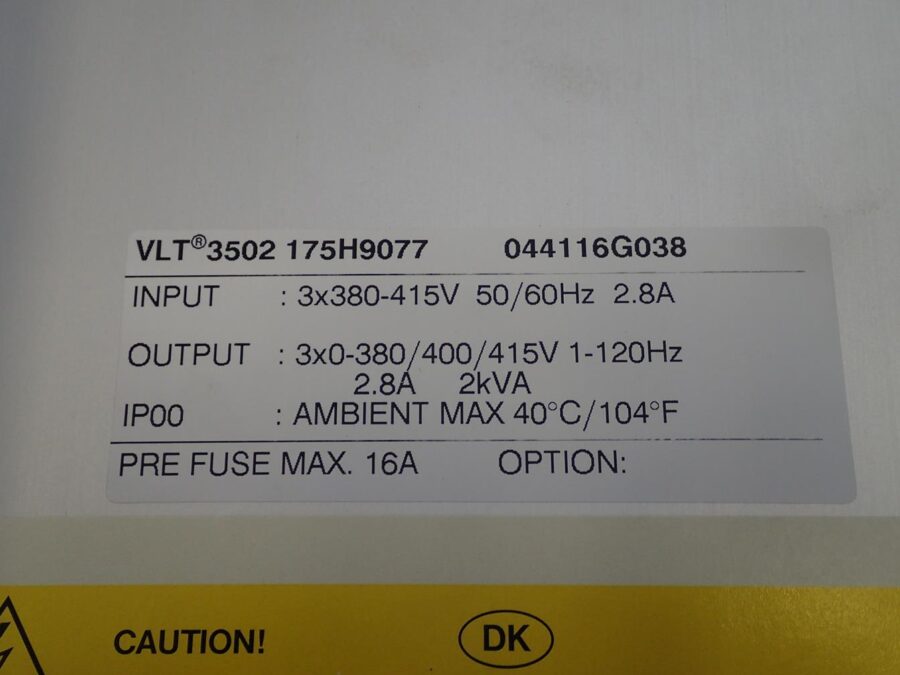 VLT®3502 175H9077 044116G038
INPUT : 3x380-415V 50/60Hz 2.8A
OUTPUT : 3x0-380/400/415V 1-120Hz
2.8A 2kVA
IP00 : AMBIENT MAX 40°C/104°F
PRE FUSE MAX. 16A OPTION:
CAUTION! DK